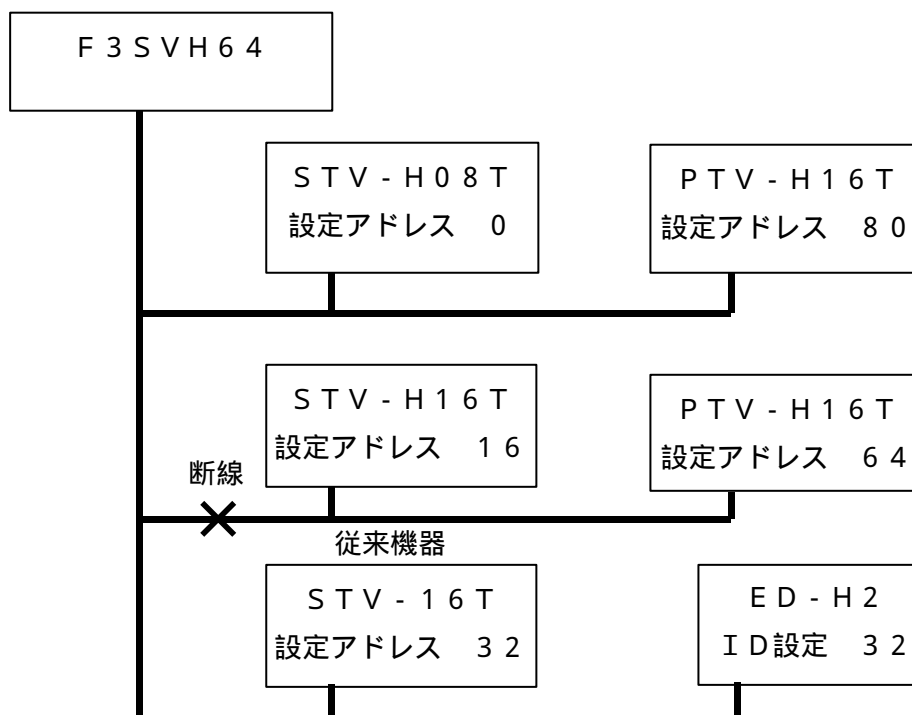 F3SVH64
STV-H08T
設定アドレス 0
PTV-H16T
設定アドレス 80
STV-H16T
設定アドレス 16
PTV-H16T
設定アドレス 64
断線
従来機器
STV-16T
設定アドレス 32
ED-H2
ID設定 32